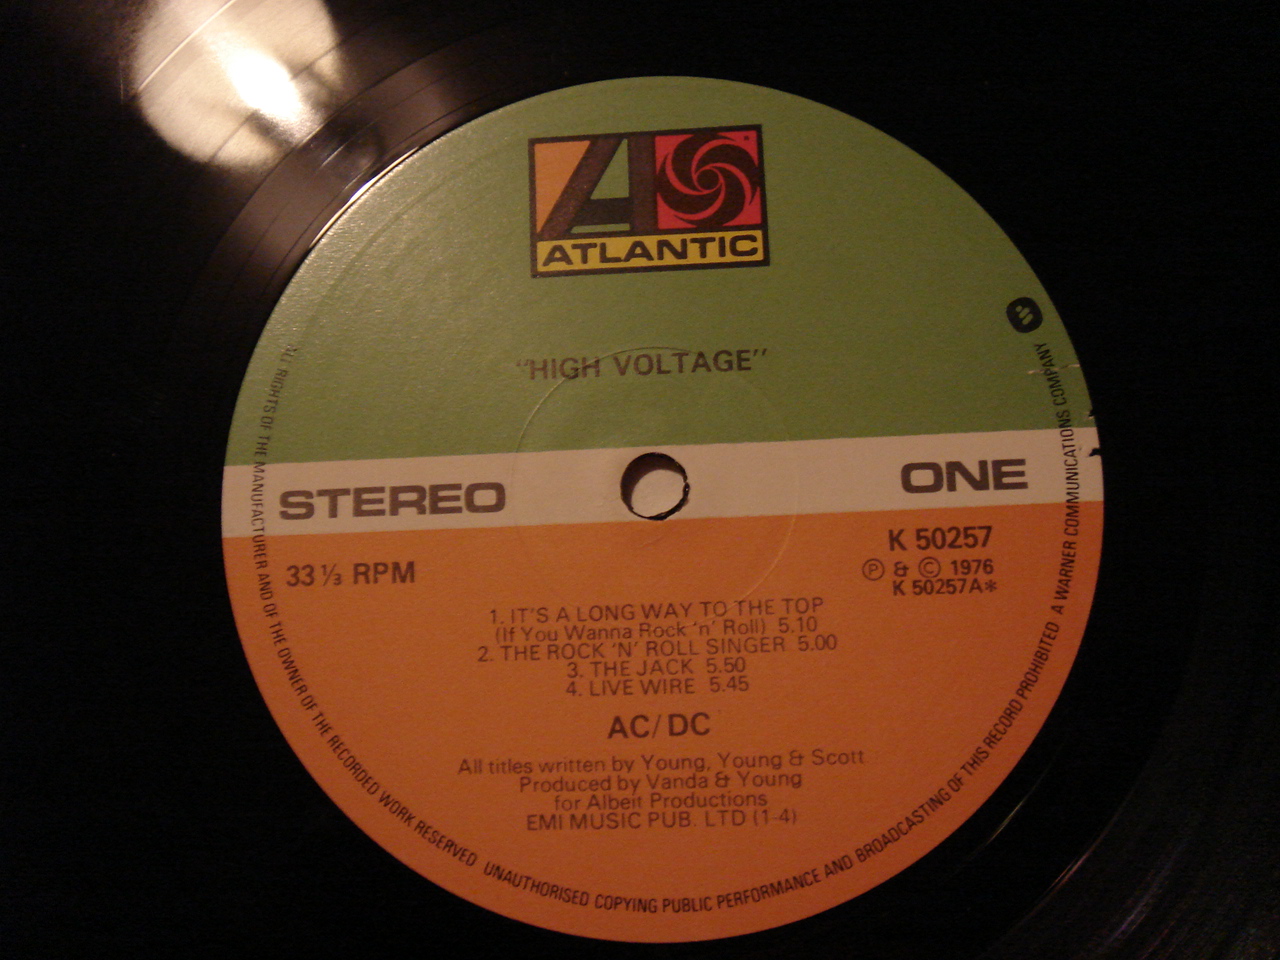 ATLANTIC
"HIGH VOLTAGE"
STEREO
ONE
33 ⅓ RPM
K 50257
Ⓟ & © 1976
K 50257A*
1. IT'S A LONG WAY TO THE TOP
(If You Wanna Rock 'n' Roll) 5.10
2. THE ROCK 'N' ROLL SINGER 5.00
3. THE JACK 5.50
4. LIVE WIRE 5.45
AC/DC
All titles written by Young, Young & Scott
Produced by Vanda & Young
for Albeit Productions
EMI MUSIC PUB. LTD (1-4)
ALL RIGHTS OF THE MANUFACTURER AND OF THE OWNER OF THE RECORDED WORK RESERVED UNAUTHORISED COPYING PUBLIC PERFORMANCE AND BROADCASTING OF THIS RECORD PROHIBITED A WARNER COMMUNICATIONS COMPANY